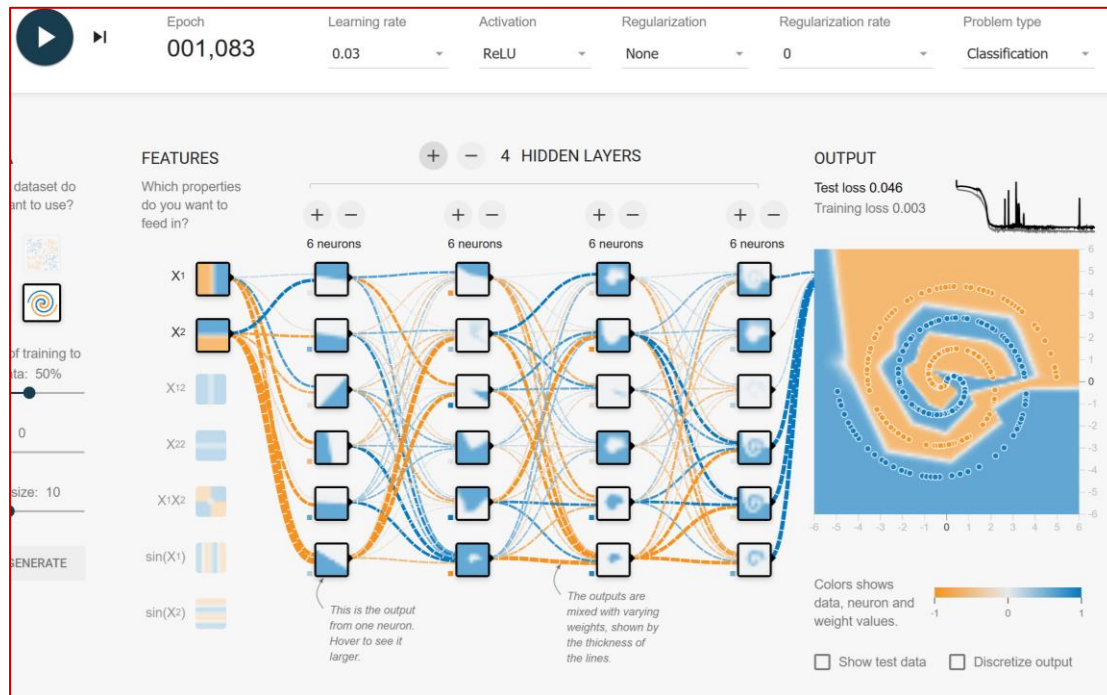 Epoch
001,083
Learning rate
0.03
Activation
ReLU
Regularization
None
Regularization rate
0
Problem type
Classification
A
dataset do
ant to use?
of training to
ta: 50%
0
size: 10
GENERATE
FEATURES
Which properties
do you want to
feed in?
X1
X2
X12
X22
X1X2
sin(X1)
sin(X2)
+ − 4 HIDDEN LAYERS
+ −
6 neurons
+ −
6 neurons
+ −
6 neurons
+ −
6 neurons
This is the output
from one neuron.
Hover to see it
larger.
The outputs are
mixed with varying
weights, shown by
the thickness of
the lines.
OUTPUT
Test loss 0.046
Training loss 0.003
6
5
4
3
2
1
0
-1
-2
-3
-4
-5
-6
-6 -5 -4 -3 -2 -1 0 1 2 3 4 5 6
Colors shows
data, neuron and
weight values.
-1 0 1
Show test data
Discretize output